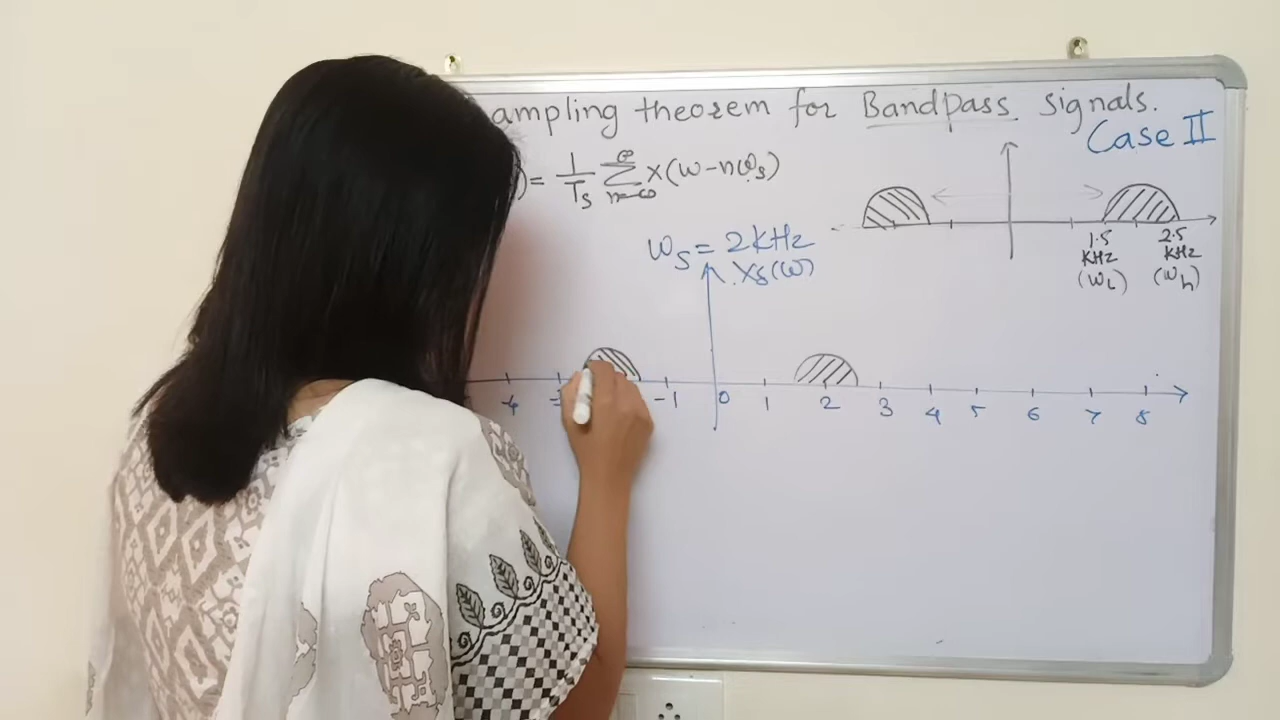 ampling theorem for Bandpass signals.
Case II
) = 1/Ts ∞ Σ n=-∞ X(ω-nωs)
ωs = 2 KHz
Xs(ω)
1.5 KHz (ωL)
2.5 KHz (ωh)
-4 -1 0 1 2 3 4 5 6 7 8